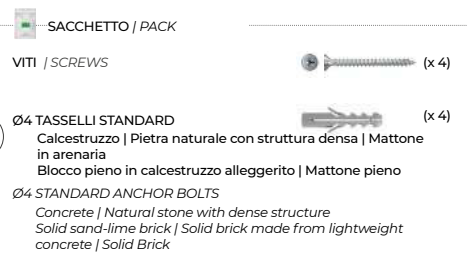 SACCHETTO | PACK
VITI | SCREWS
(x 4)
Ø4 TASSELLI STANDARD
(x 4)
Calcestruzzo | Pietra naturale con struttura densa | Mattone
in arenaria
Blocco pieno in calcestruzzo alleggerito | Mattone pieno
Ø4 STANDARD ANCHOR BOLTS
Concrete | Natural stone with dense structure
Solid sand-lime brick | Solid brick made from lightweight
concrete | Solid Brick